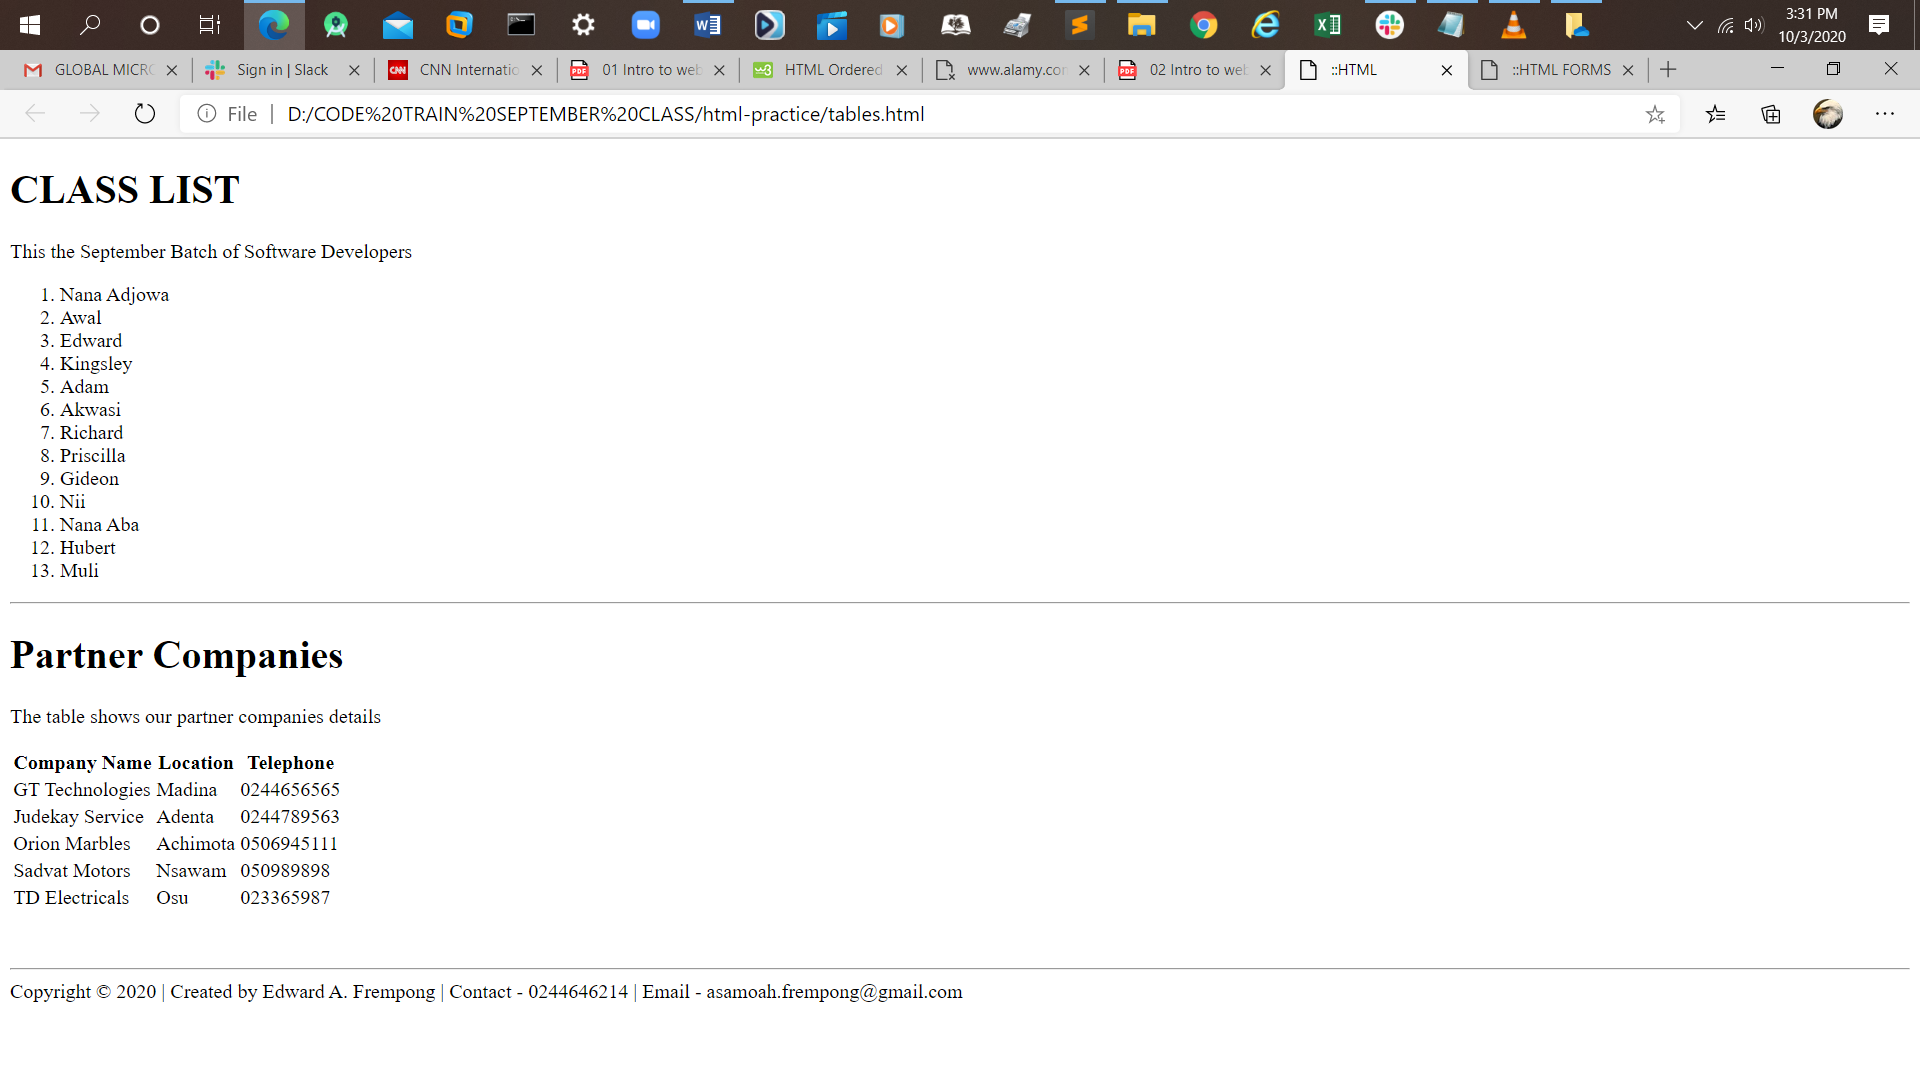 3:31 PM
10/3/2020
GLOBAL MICRO
Sign in | Slack
CNN Internatio
01 Intro to web
HTML Ordered
www.alamy.cor
02 Intro to web
::HTML
::HTML FORMS
File | D:/CODE%20TRAIN%20SEPTEMBER%20CLASS/html-practice/tables.html
CLASS LIST
This the September Batch of Software Developers
1. Nana Adjowa
2. Awal
3. Edward
4. Kingsley
5. Adam
6. Akwasi
7. Richard
8. Priscilla
9. Gideon
10. Nii
11. Nana Aba
12. Hubert
13. Muli
Partner Companies
The table shows our partner companies details
Company Name Location Telephone
GT Technologies Madina 0244656565
Judekay Service Adenta 0244789563
Orion Marbles Achimota 0506945111
Sadvat Motors Nsawam 050989898
TD Electricals Osu 023365987
Copyright © 2020 | Created by Edward A. Frempong | Contact - 0244646214 | Email - asamoah.frempong@gmail.com